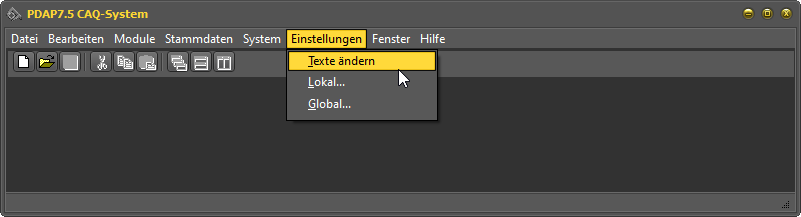 PDAP7.5 CAQ-System
Datei Bearbeiten Module Stammdaten System Einstellungen Fenster Hilfe
Texte ändern
Lokal...
Global...